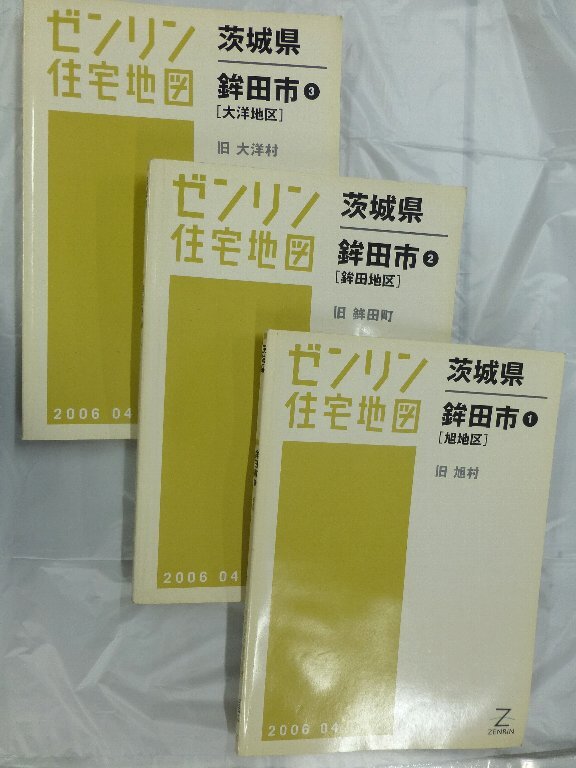 ゼンリン
住宅地図
茨城県
鉾田市3
[大洋地区]
旧 大洋村
2006 04
ゼンリン
住宅地図
茨城県
鉾田市2
[鉾田地区]
旧 鉾田町
2006 04
ゼンリン
住宅地図
茨城県
鉾田市1
[旭地区]
旧 旭村
2006 04
Z
ZENRIN